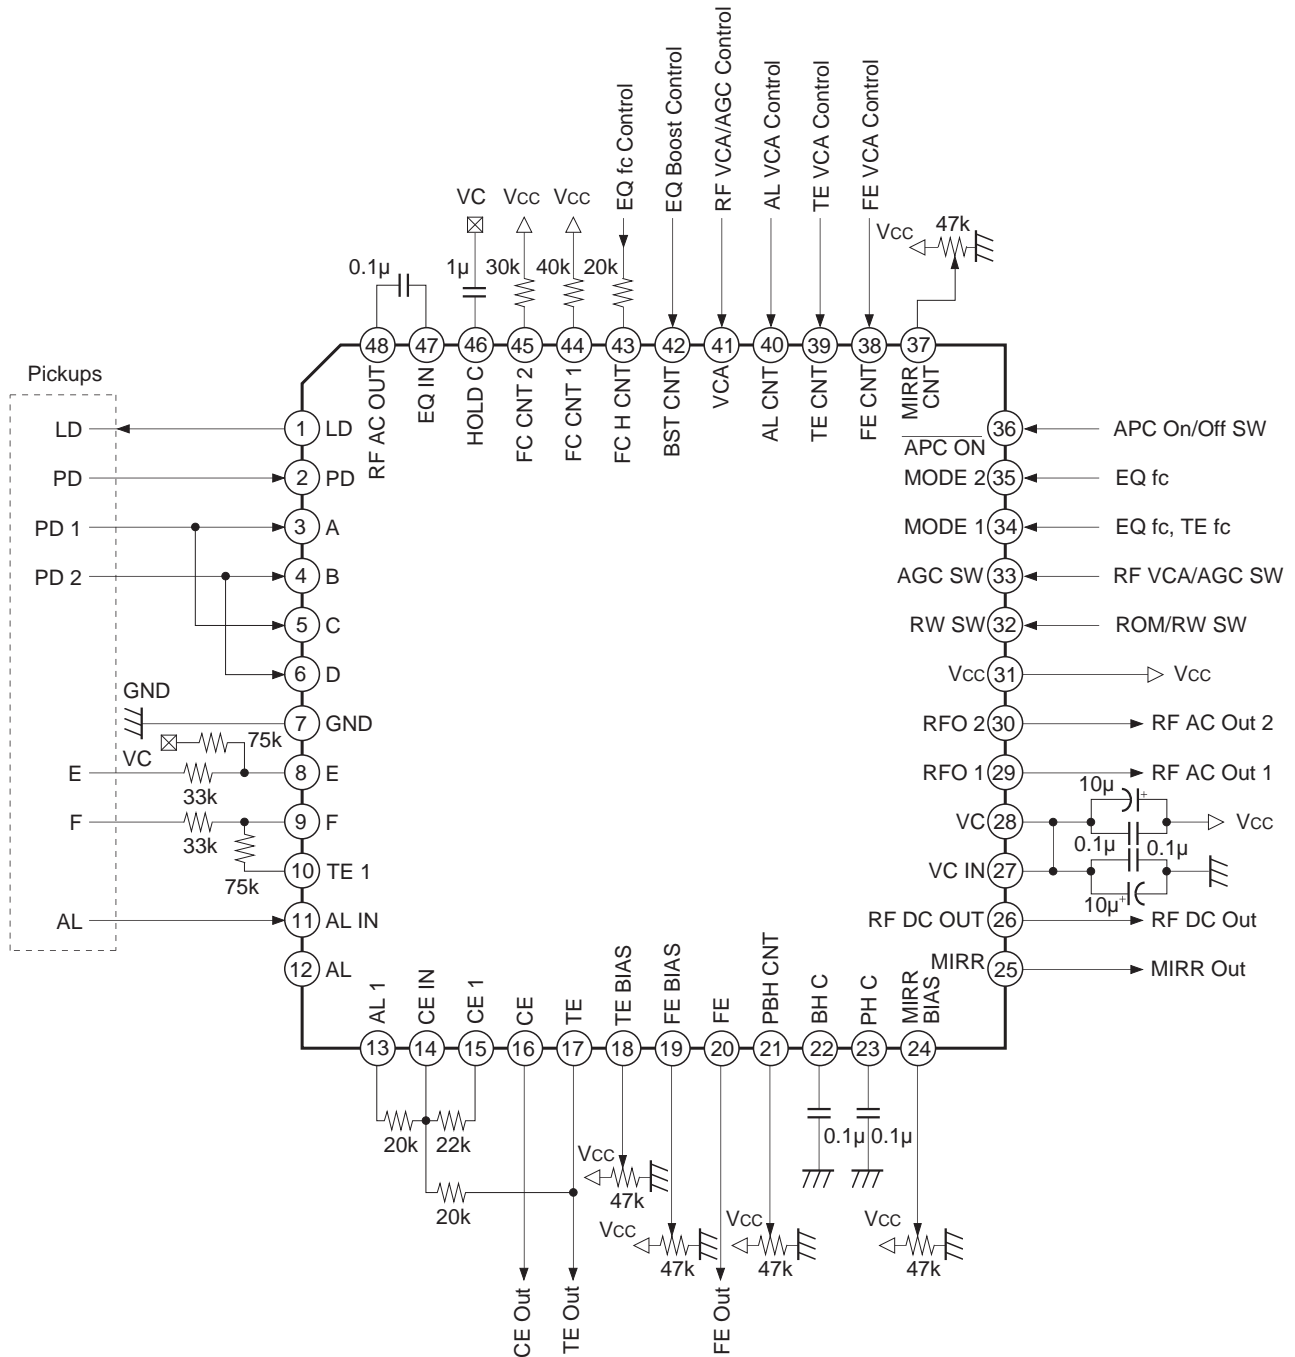 EQ fc Control
EQ Boost Control
RF VCA/AGC Control
AL VCA Control
TE VCA Control
FE VCA Control
VC
VCC
VCC
VCC
47k
0.1µ
1µ
30k
40k
20k
48
47
46
45
44
43
42
41
40
39
38
37
RF AC OUT
EQ IN
HOLD C
FC CNT 2
FC CNT 1
FC H CNT
BST CNT
VCA
AL CNT
TE CNT
FE CNT
MIRR
CNT
Pickups
LD
1
LD
PD
2
PD
PD 1
3
A
PD 2
4
B
5
C
6
D
GND
7
GND
VC
75k
E
33k
8
E
F
33k
9
F
75k
10
TE 1
AL
11
AL IN
12
AL
APC ON
36
APC On/Off SW
MODE 2
35
EQ fc
MODE 1
34
EQ fc, TE fc
AGC SW
33
RF VCA/AGC SW
RW SW
32
ROM/RW SW
VCC
31
VCC
RFO 2
30
RF AC Out 2
RFO 1
29
RF AC Out 1
10µ
+
VC
28
VCC
0.1µ
0.1µ
VC IN
27
10µ
+
RF DC OUT
26
RF DC Out
MIRR
25
MIRR Out
AL 1
CE IN
CE 1
CE
TE
TE BIAS
FE BIAS
FE
PBH CNT
BH C
PH C
MIRR
BIAS
13
14
15
16
17
18
19
20
21
22
23
24
20k
22k
0.1µ
0.1µ
VCC
47k
20k
VCC
47k
VCC
47k
VCC
47k
CE Out
TE Out
FE Out